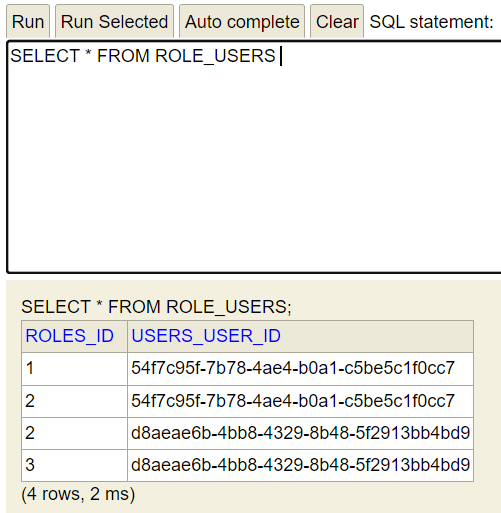 Run Run Selected Auto complete Clear SQL statement:
SELECT * FROM ROLE_USERS
SELECT * FROM ROLE_USERS;
ROLES_ID USERS_USER_ID
1 54f7c95f-7b78-4ae4-b0a1-c5be5c1f0cc7
2 54f7c95f-7b78-4ae4-b0a1-c5be5c1f0cc7
2 d8aeae6b-4bb8-4329-8b48-5f2913bb4bd9
3 d8aeae6b-4bb8-4329-8b48-5f2913bb4bd9
(4 rows, 2 ms)